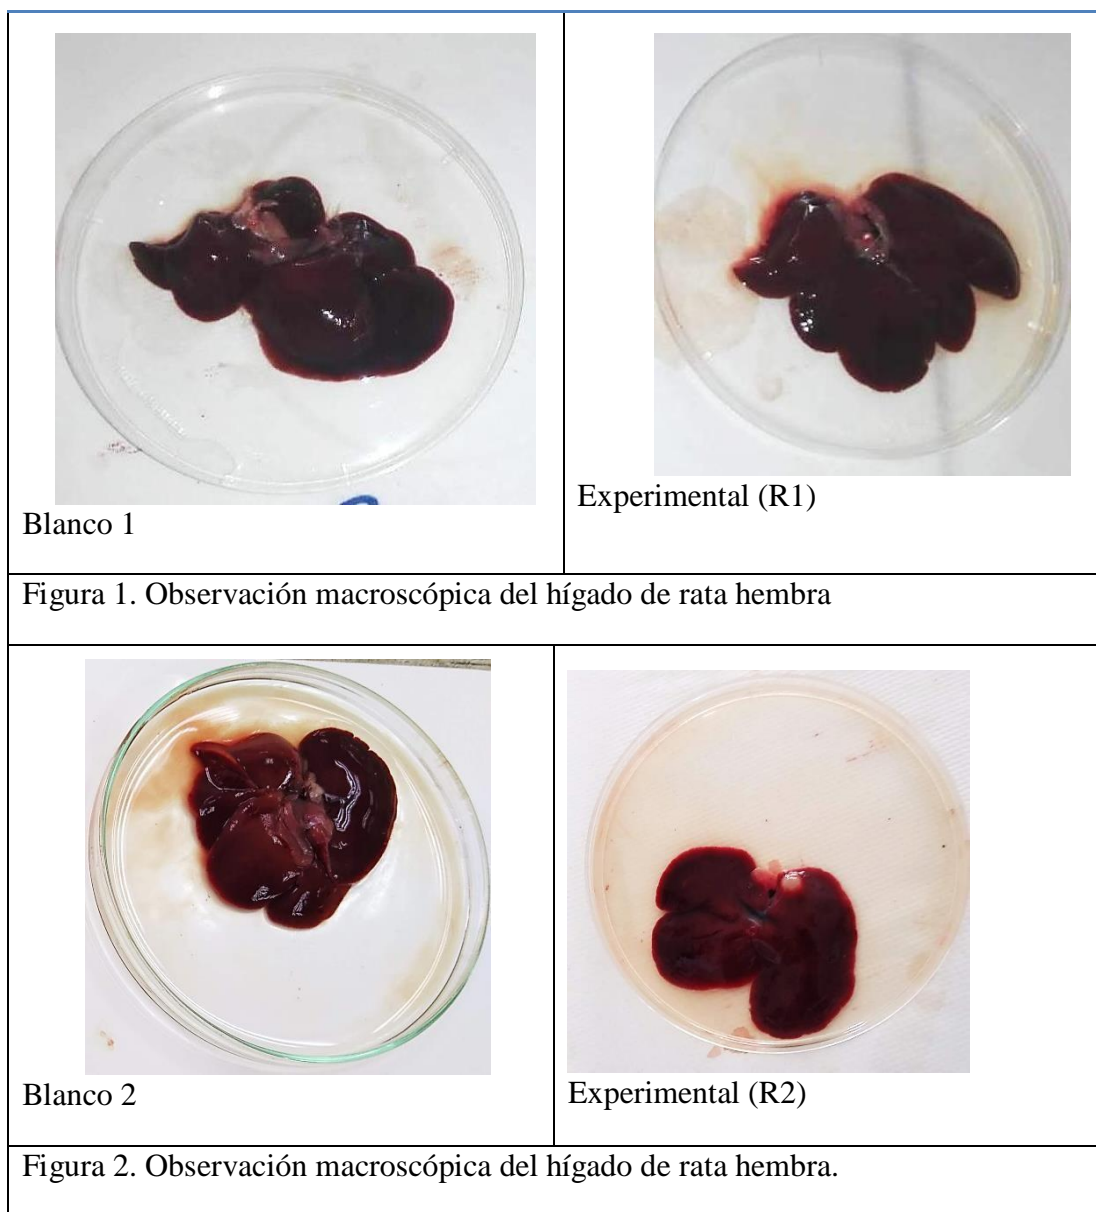 Blanco 1
Experimental (R1)
Figura 1. Observación macroscópica del hígado de rata hembra
Blanco 2
Experimental (R2)
Figura 2. Observación macroscópica del hígado de rata hembra.